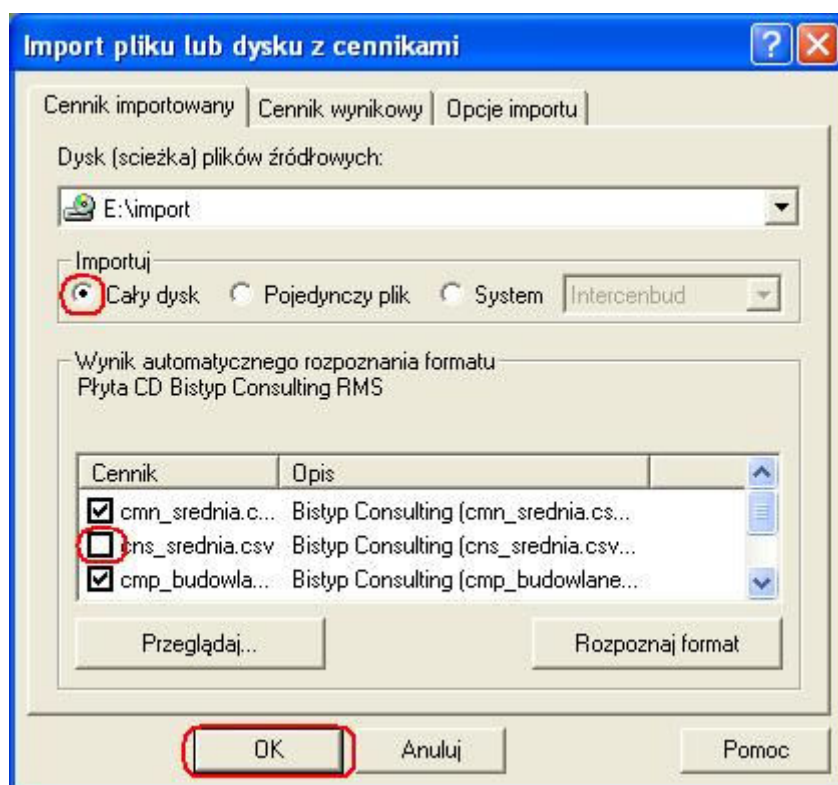 Import pliku lub dysku z cennikami
Cennik importowany Cennik wynikowy Opcje importu
Dysk (scieżka) plików źródłowych:
E:\import
Importuj
Cały dysk Pojedynczy plik System Intercenbud
Wynik automatycznego rozpoznania formatu
Płyta CD Bistyp Consulting RMS
Cennik Opis
cmn_srednia.c... Bistyp Consulting (cmn_srednia.cs...
cns_srednia.csv Bistyp Consulting (cns_srednia.csv...
cmp_budowla... Bistyp Consulting (cmp_budowlane...
Przeglądaj... Rozpoznaj format
OK Anuluj Pomoc